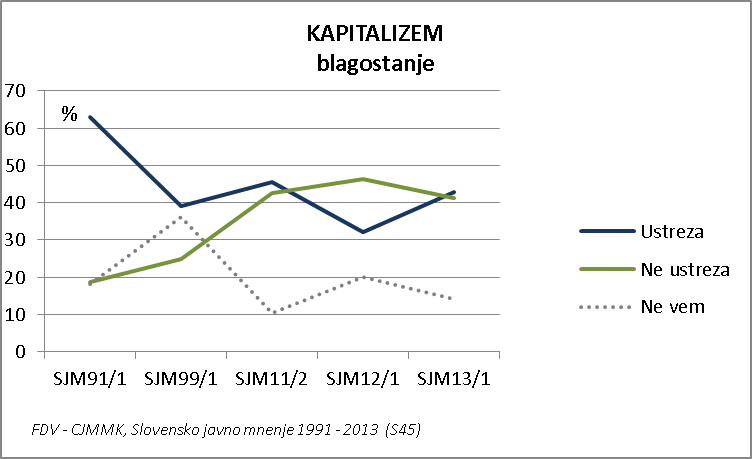 KAPITALIZEM
blagostanje
70
%
60
50
40
30
20
10
0
SJM91/1 SJM99/1 SJM11/2 SJM12/1 SJM13/1
Ustreza
Ne ustreza
Ne vem
FDV - CJMMK, Slovensko javno mnenje 1991 - 2013 (S45)